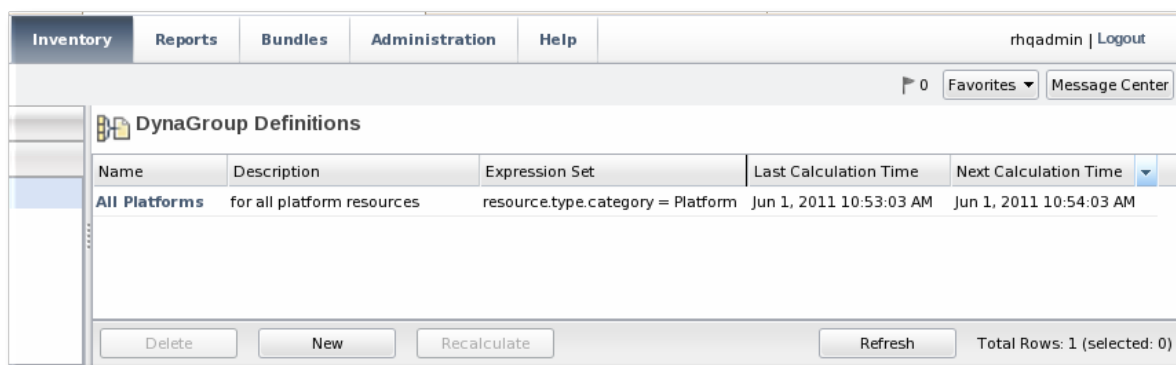 Inventory Reports Bundles Administration Help rhqadmin | Logout
0 Favorites Message Center
DynaGroup Definitions
Name Description Expression Set Last Calculation Time Next Calculation Time
All Platforms for all platform resources resource.type.category = Platform Jun 1, 2011 10:53:03 AM Jun 1, 2011 10:54:03 AM
Delete New Recalculate Refresh Total Rows: 1 (selected: 0)